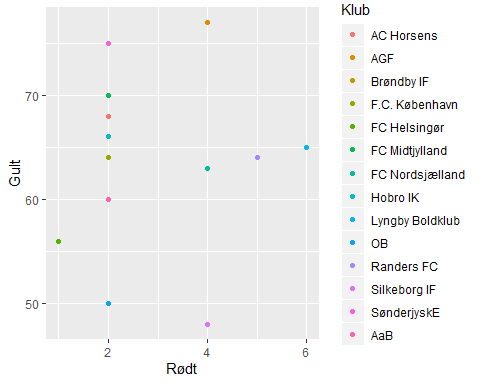 Klub
AC Horsens
AGF
Brøndby IF
F.C. København
FC Helsingør
FC Midtjylland
FC Nordsjælland
Hobro IK
Lyngby Boldklub
OB
Randers FC
Silkeborg IF
SønderjyskE
AaB
Gult
70
60
50
2 4 6
Rødt